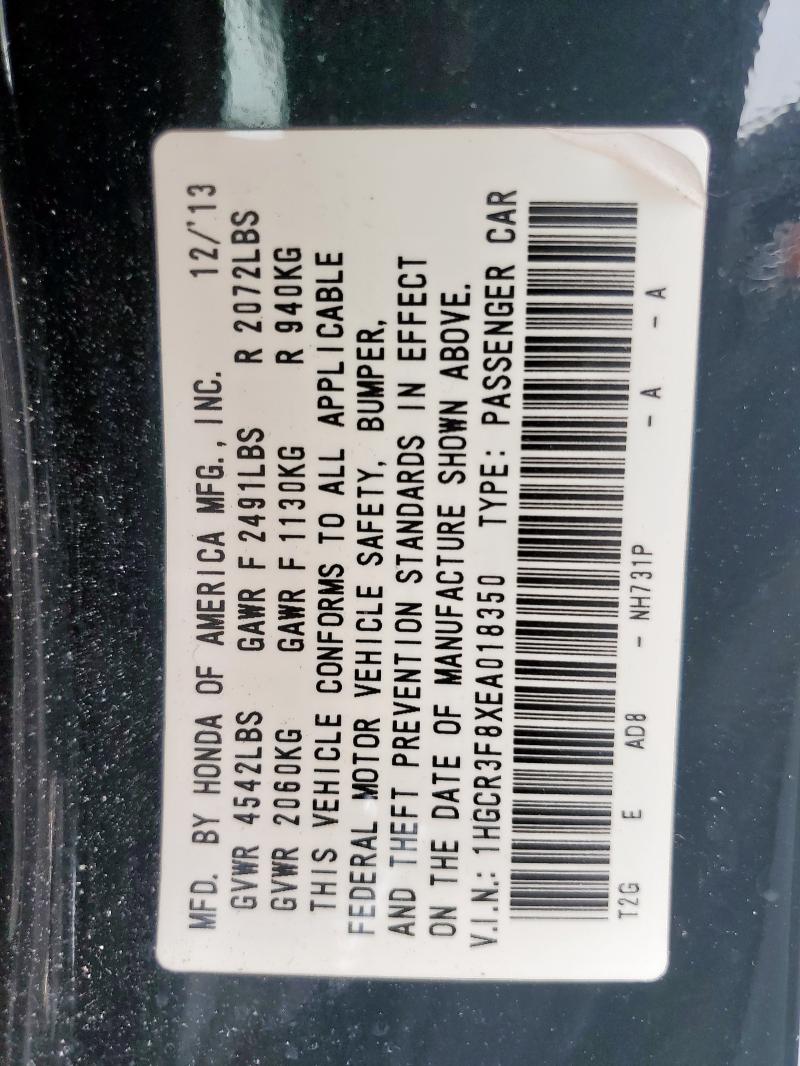 MFD. BY HONDA OF AMERICA MFG., INC. 12/'13
GVWR 4542LBS GAWR F 2491LBS R 2072LBS
GVWR 2060KG GAWR F 1130KG R 940KG
THIS VEHICLE CONFORMS TO ALL APPLICABLE
FEDERAL MOTOR VEHICLE SAFETY, BUMPER,
AND THEFT PREVENTION STANDARDS IN EFFECT
ON THE DATE OF MANUFACTURE SHOWN ABOVE.
V.I.N.: 1HGCR3F8XEA018350 TYPE: PASSENGER CAR
T2G E AD8 - NH731P - A - A